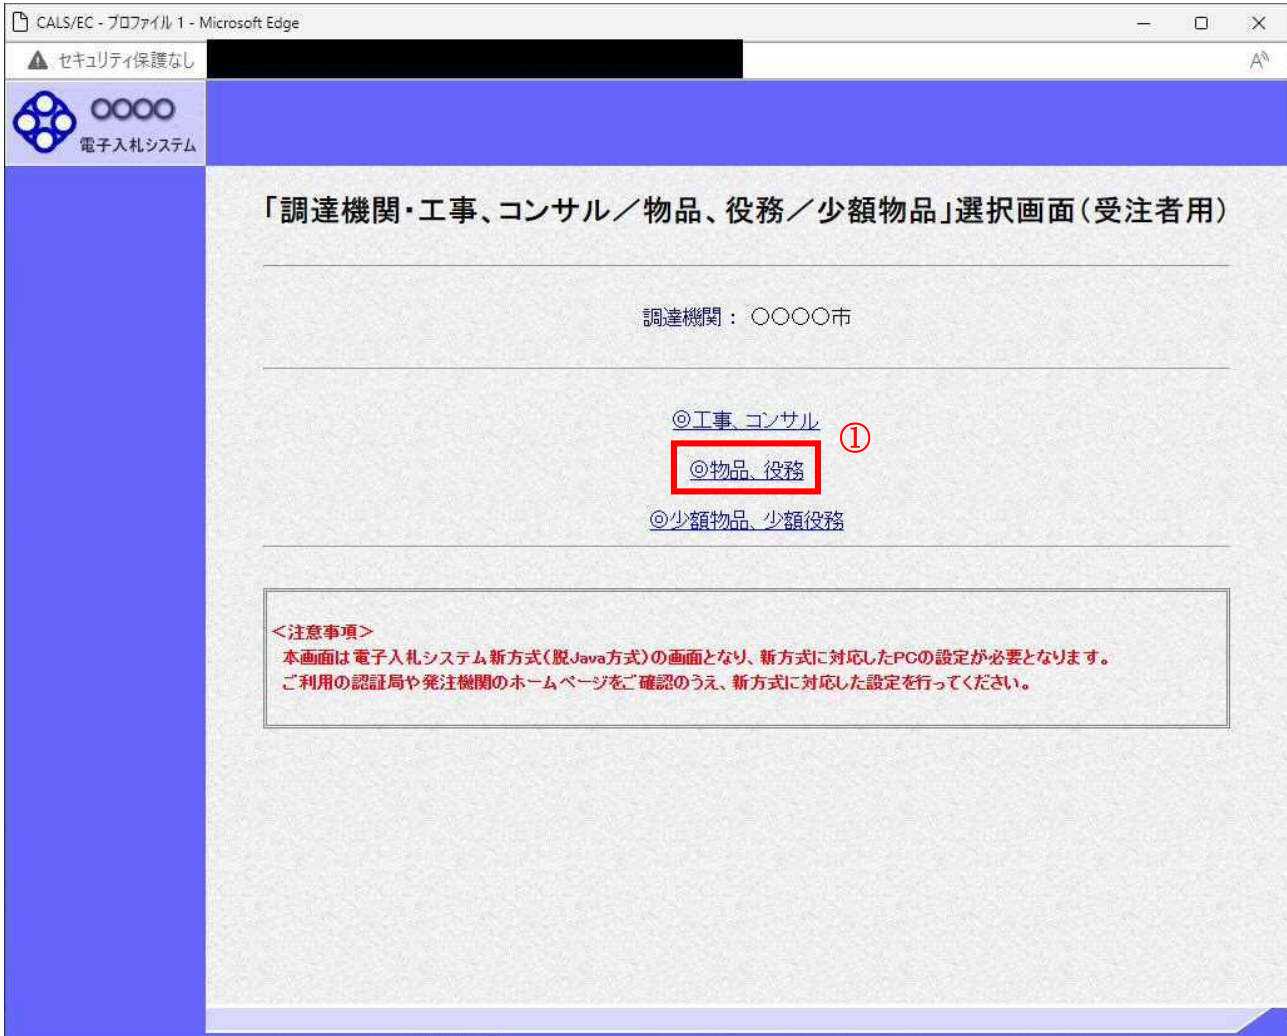 CALS/EC - プロファイル 1 - Microsoft Edge
セキュリティ保護なし
A
○○○○
電子入札システム
「調達機関・工事、コンサル／物品、役務／少額物品」選択画面（受注者用）
調達機関： ○○○○市
◎工事、コンサル
①
◎物品、役務
◎少額物品、少額役務
＜注意事項＞
本画面は電子入札システム新方式（脱Java方式）の画面となり、新方式に対応したPCの設定が必要となります。
ご利用の認証局や発注機関のホームページをご確認のうえ、新方式に対応した設定を行ってください。